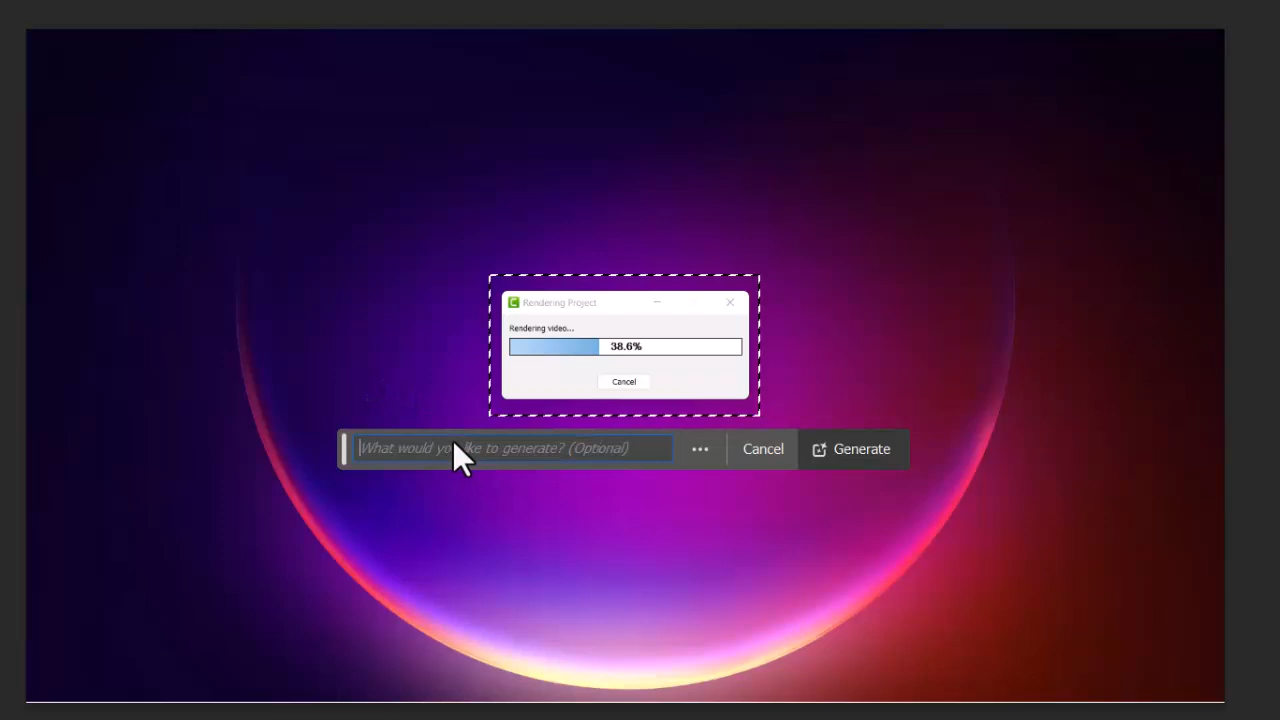 Rendering Project
Rendering video...
38.6%
Cancel
What would you like to generate? (Optional)
Cancel
Generate